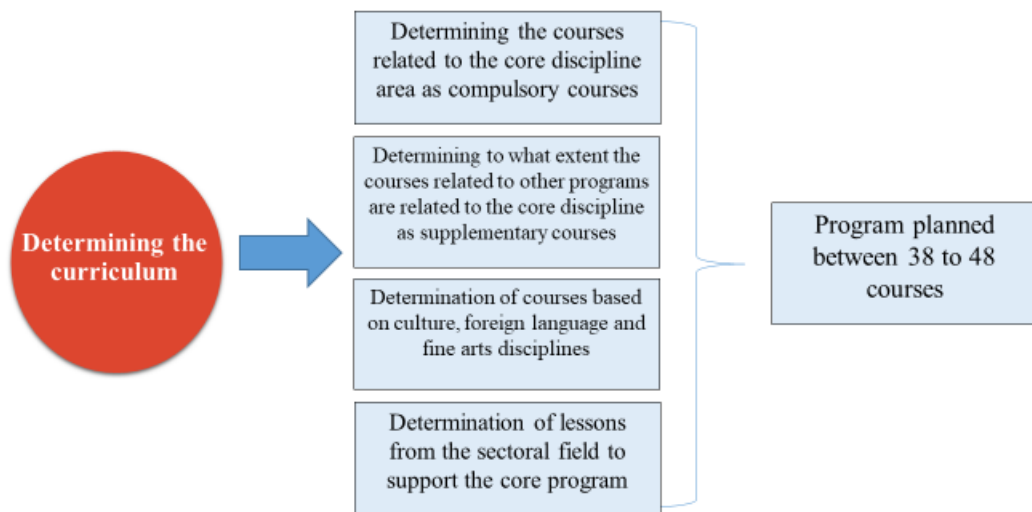 Determining the
curriculum
Determining the courses
related to the core discipline
area as compulsory courses
Determining to what extent the
courses related to other programs
are related to the core discipline
as supplementary courses
Determination of courses based
on culture, foreign language and
fine arts disciplines
Determination of lessons
from the sectoral field to
support the core program
Program planned
between 38 to 48
courses